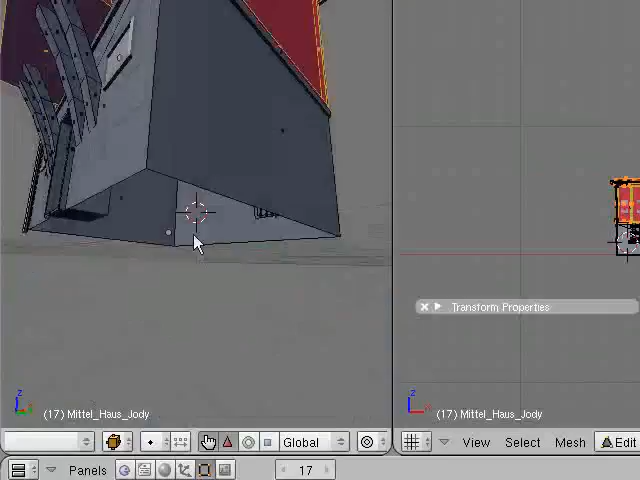 Transform Properties
z
z
(17) Mittel_Haus_Jody
(17) Mittel_Haus_Jody
Global
View Select Mesh Edit
Panels
17